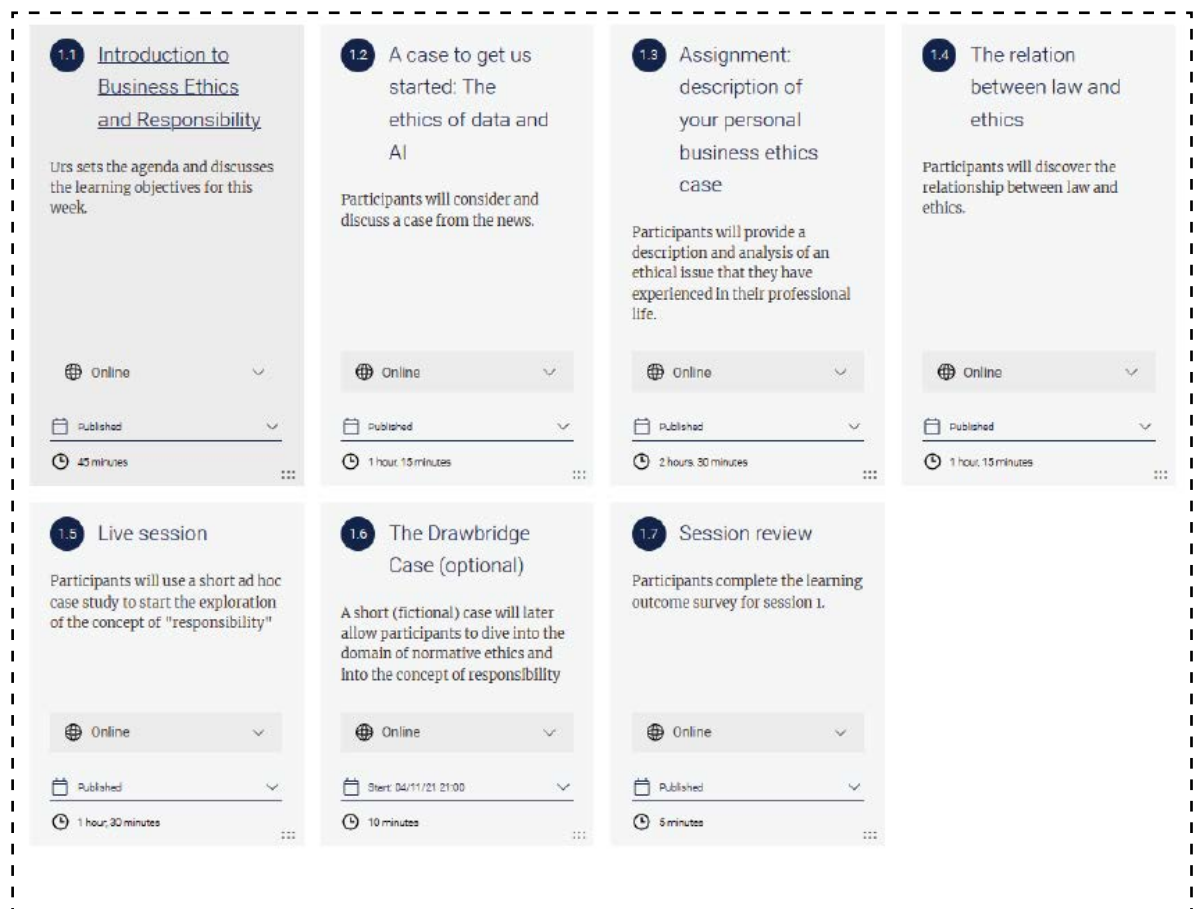 1.1 Introduction to
Business Ethics
and Responsibility
Urs sets the agenda and discusses
the learning objectives for this
week.
Online
Published
45 minutes
1.2 A case to get us
started: The
ethics of data and
AI
Participants will consider and
discuss a case from the news.
Online
Published
1 hour, 15 minutes
1.3 Assignment:
description of
your personal
business ethics
case
Participants will provide a
description and analysis of an
ethical issue that they have
experienced in their professional
life.
Online
Published
2 hours, 30 minutes
1.4 The relation
between law and
ethics
Participants will discover the
relationship between law and
ethics.
Online
Published
1 hour, 15 minutes
1.5 Live session
Participants will use a short ad hoc
case study to start the exploration
of the concept of "responsibility"
Online
Published
1 hour, 30 minutes
1.6 The Drawbridge
Case (optional)
A short (fictional) case will later
allow participants to dive into the
domain of normative ethics and
into the concept of responsibility
Online
Start: 04/11/21 21:00
10 minutes
1.7 Session review
Participants complete the learning
outcome survey for session 1.
Online
Published
5 minutes